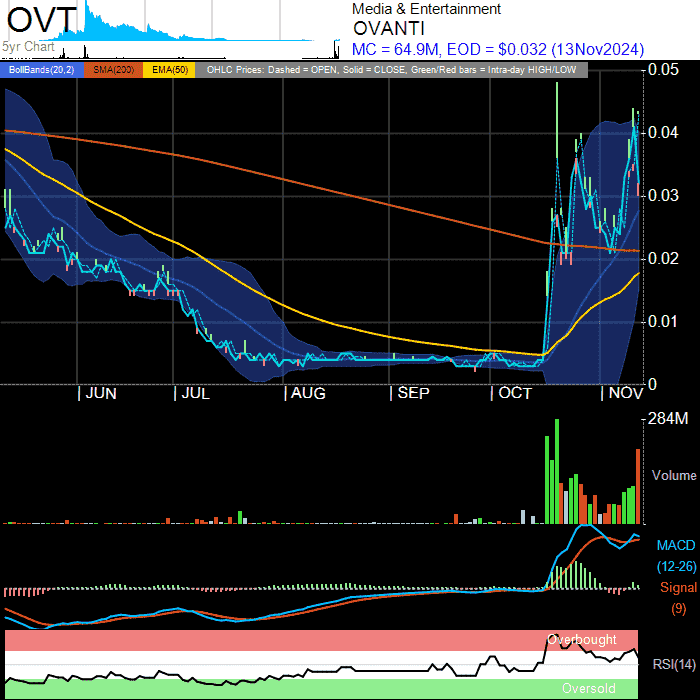 OVT
5yr Chart
Media & Entertainment
OVANTI
MC = 64.9M, EOD = $0.032 (13Nov2024)
BollBands(20,2) SMA(200) EMA(50) OHLC Prices: Dashed = OPEN, Solid = CLOSE, Green/Red bars = Intra-day HIGH/LOW
0.05
0.04
0.03
0.02
0.01
0
| JUN | JUL | AUG | SEP | OCT | NOV
284M
Volume
MACD
(12-26)
Signal
(9)
Overbought
RSI(14)
Oversold